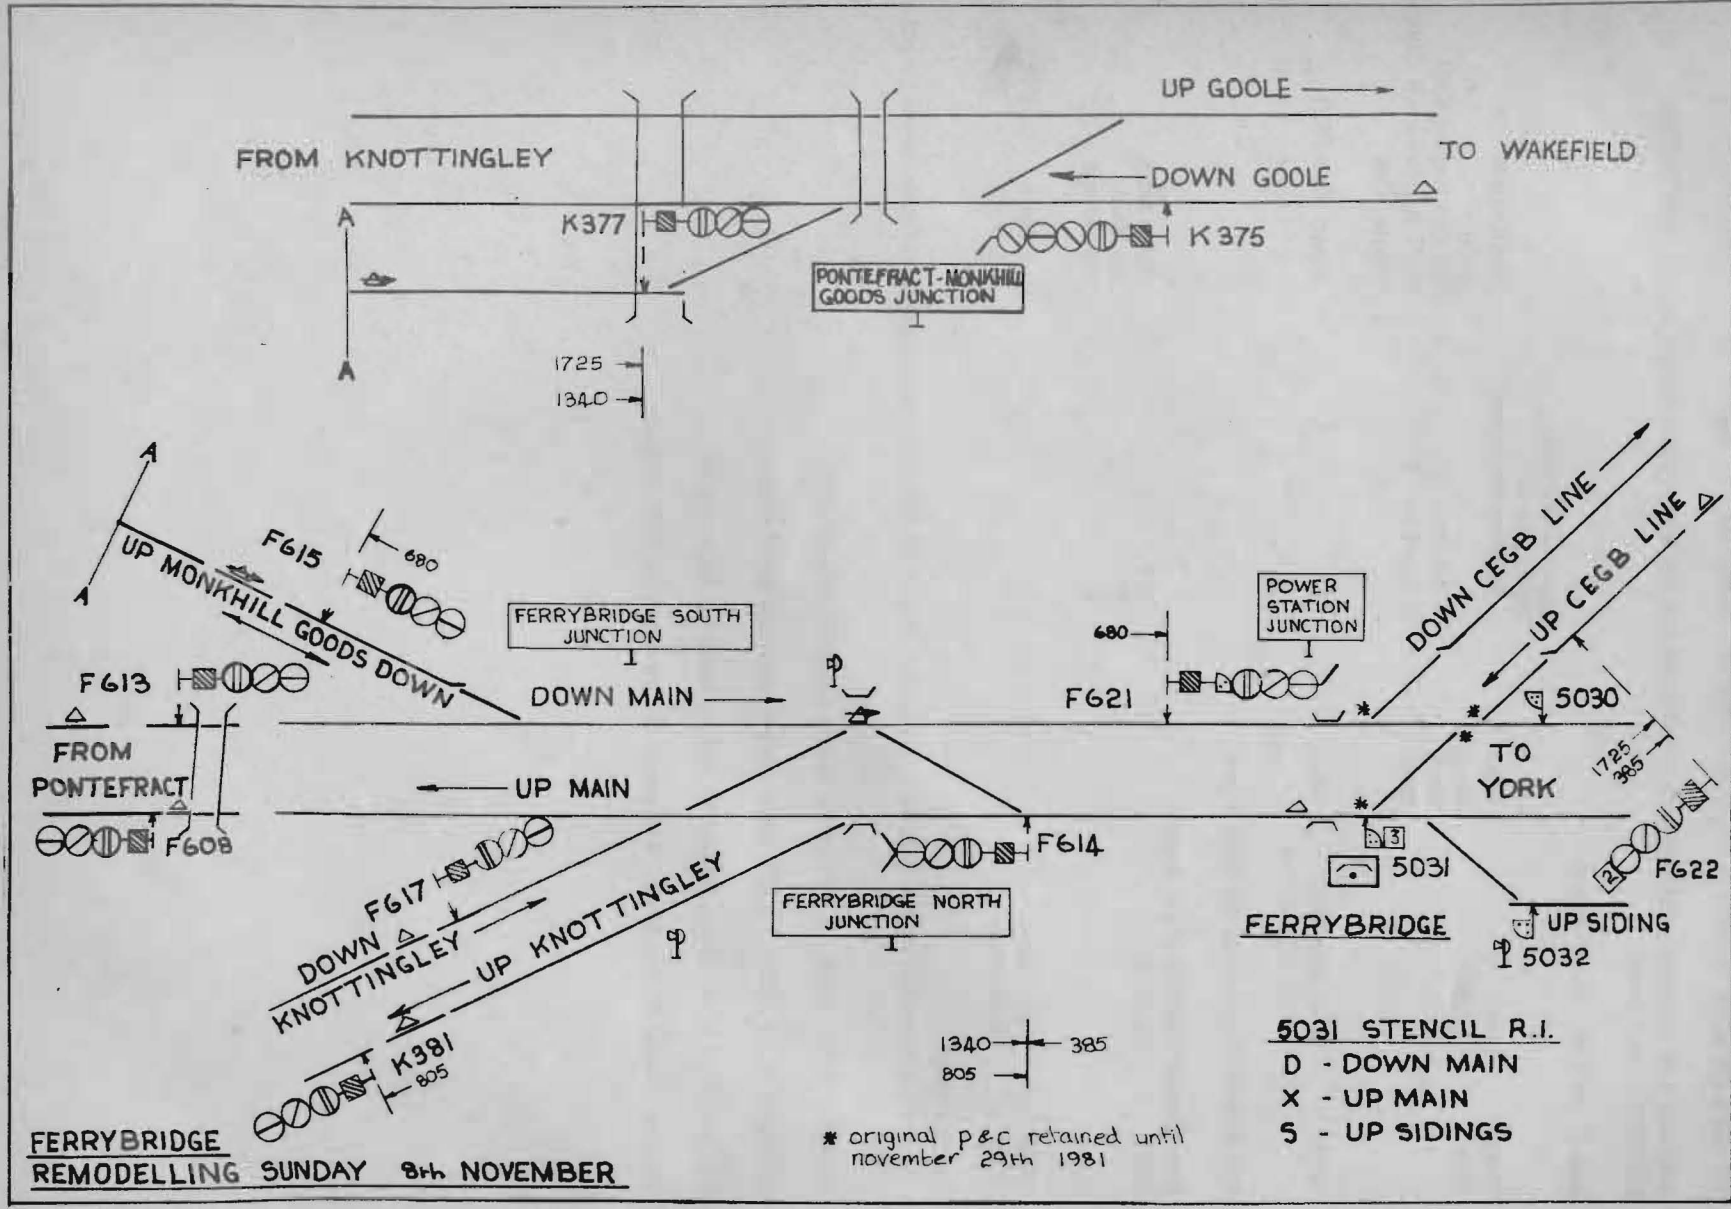 UP GOOLE
FROM KNOTTINGLEY
TO WAKEFIELD
DOWN GOOLE
A
K377
K375
PONTEFRACT-MONKHILL
GOODS JUNCTION
A
1725
1340
A
F615
680
UP MONKHILL GOODS DOWN
A
FERRYBRIDGE SOUTH
JUNCTION
POWER
STATION
JUNCTION
DOWN CEGB LINE
UP CEGB LINE
680
F613
DOWN MAIN
F621
*
*
*
5030
FROM
PONTEFRACT
UP MAIN
TO
YORK
1725
385
F608
F617
F614
*
3
5031
2
F622
DOWN
KNOTTINGLEY
UP KNOTTINGLEY
FERRYBRIDGE NORTH
JUNCTION
FERRYBRIDGE
UP SIDING
5032
K381
805
1340
385
805
5031 STENCIL R.I.
D - DOWN MAIN
X - UP MAIN
S - UP SIDINGS
* original p&c retained until
november 29th 1981
FERRYBRIDGE
REMODELLING SUNDAY 8th NOVEMBER